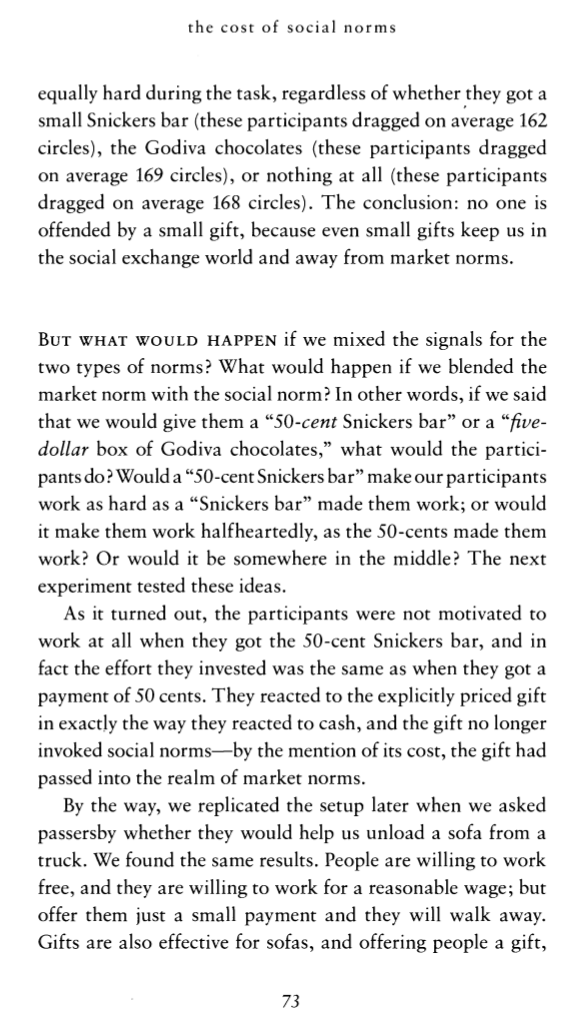 the cost of social norms
equally hard during the task, regardless of whether they got a
small Snickers bar (these participants dragged on average 162
circles), the Godiva chocolates (these participants dragged
on average 169 circles), or nothing at all (these participants
dragged on average 168 circles). The conclusion: no one is
offended by a small gift, because even small gifts keep us in
the social exchange world and away from market norms.
BUT WHAT WOULD HAPPEN if we mixed the signals for the
two types of norms? What would happen if we blended the
market norm with the social norm? In other words, if we said
that we would give them a “50-cent Snickers bar” or a “five-
dollar box of Godiva chocolates,” what would the partici-
pants do? Would a “50-cent Snickers bar” make our participants
work as hard as a “Snickers bar” made them work; or would
it make them work halfheartedly, as the 50-cents made them
work? Or would it be somewhere in the middle? The next
experiment tested these ideas.
As it turned out, the participants were not motivated to
work at all when they got the 50-cent Snickers bar, and in
fact the effort they invested was the same as when they got a
payment of 50 cents. They reacted to the explicitly priced gift
in exactly the way they reacted to cash, and the gift no longer
invoked social norms—by the mention of its cost, the gift had
passed into the realm of market norms.
By the way, we replicated the setup later when we asked
passersby whether they would help us unload a sofa from a
truck. We found the same results. People are willing to work
free, and they are willing to work for a reasonable wage; but
offer them just a small payment and they will walk away.
Gifts are also effective for sofas, and offering people a gift,
73